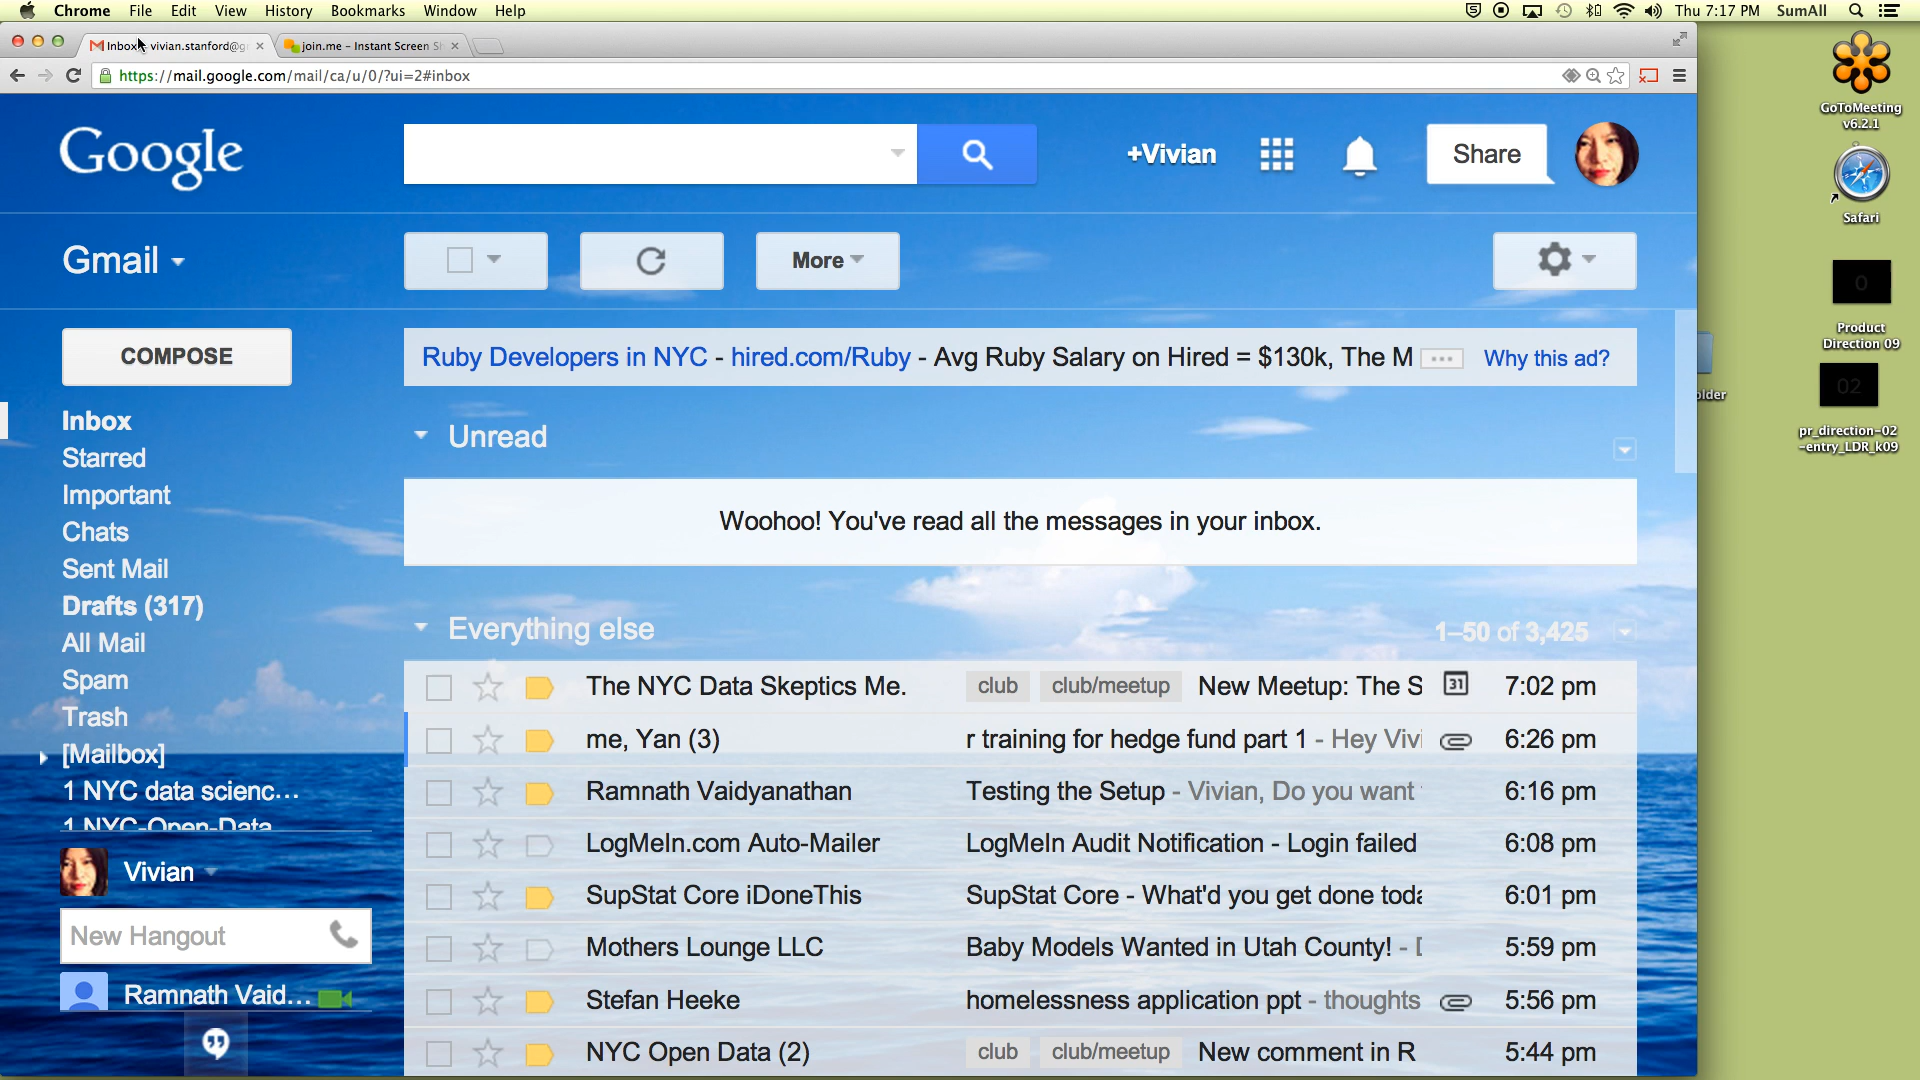 Chrome File Edit View History Bookmarks Window Help Thu 7:17 PM SumAll
Inbox vivian.stanford@g join.me - Instant Screen S
https://mail.google.com/mail/ca/u/0/?ui=2#inbox
Google +Vivian Share
Gmail More
COMPOSE
Ruby Developers in NYC - hired.com/Ruby - Avg Ruby Salary on Hired = $130k, The M Why this ad?
Inbox
Starred
Important
Chats
Sent Mail
Drafts (317)
All Mail
Spam
Trash
[Mailbox]
1 NYC data scienc...
1 NYC-Open-Data
Vivian
New Hangout
Ramnath Vaid...
Unread
Woohoo! You've read all the messages in your inbox.
Everything else 1–50 of 3,425
The NYC Data Skeptics Me. club club/meetup New Meetup: The S 31 7:02 pm
me, Yan (3) r training for hedge fund part 1 - Hey Vivi 6:26 pm
Ramnath Vaidyanathan Testing the Setup - Vivian, Do you want 6:16 pm
LogMeIn.com Auto-Mailer LogMeIn Audit Notification - Login failed 6:08 pm
SupStat Core iDoneThis SupStat Core - What'd you get done toda 6:01 pm
Mothers Lounge LLC Baby Models Wanted in Utah County! - 5:59 pm
Stefan Heeke homelessness application ppt - thoughts 5:56 pm
NYC Open Data (2) club club/meetup New comment in R 5:44 pm
GoToMeeting
v6.2.1
Safari
0
Product
Direction 09
older
02
pr_direction-02
-entry_LDR_k09